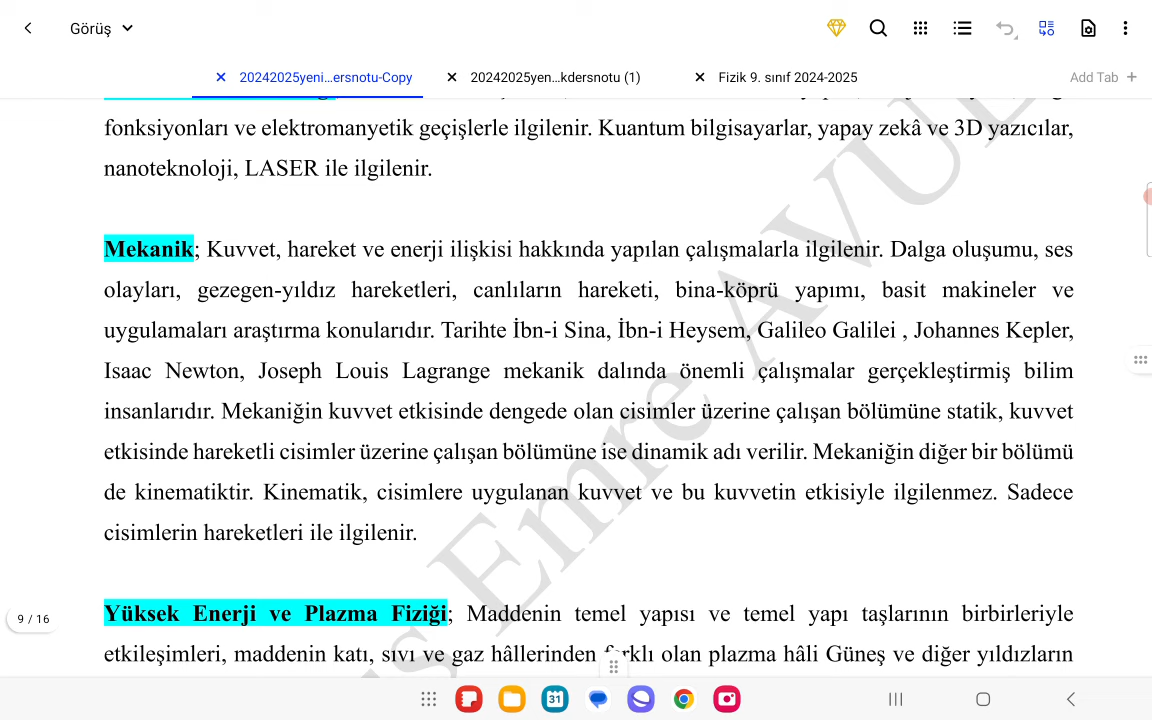 Görüş
20242025yeni...ersnotu-Copy
20242025yen...kdersnotu (1)
Fizik 9. sınıf 2024-2025
Add Tab +
fonksiyonları ve elektromanyetik geçişlerle ilgilenir. Kuantum bilgisayarlar, yapay zekâ ve 3D yazıcılar,
nanoteknoloji, LASER ile ilgilenir.
Mekanik; Kuvvet, hareket ve enerji ilişkisi hakkında yapılan çalışmalarla ilgilenir. Dalga oluşumu, ses
olayları, gezegen-yıldız hareketleri, canlıların hareketi, bina-köprü yapımı, basit makineler ve
uygulamaları araştırma konularıdır. Tarihte İbn-i Sina, İbn-i Heysem, Galileo Galilei , Johannes Kepler,
Isaac Newton, Joseph Louis Lagrange mekanik dalında önemli çalışmalar gerçekleştirmiş bilim
insanlarıdır. Mekaniğin kuvvet etkisinde dengede olan cisimler üzerine çalışan bölümüne statik, kuvvet
etkisinde hareketli cisimler üzerine çalışan bölümüne ise dinamik adı verilir. Mekaniğin diğer bir bölümü
de kinematiktir. Kinematik, cisimlere uygulanan kuvvet ve bu kuvvetin etkisiyle ilgilenmez. Sadece
cisimlerin hareketleri ile ilgilenir.
9 / 16
Yüksek Enerji ve Plazma Fiziği; Maddenin temel yapısı ve temel yapı taşlarının birbirleriyle
etkileşimleri, maddenin katı, sıvı ve gaz hâllerinden farklı olan plazma hâli Güneş ve diğer yıldızların
Emre
31